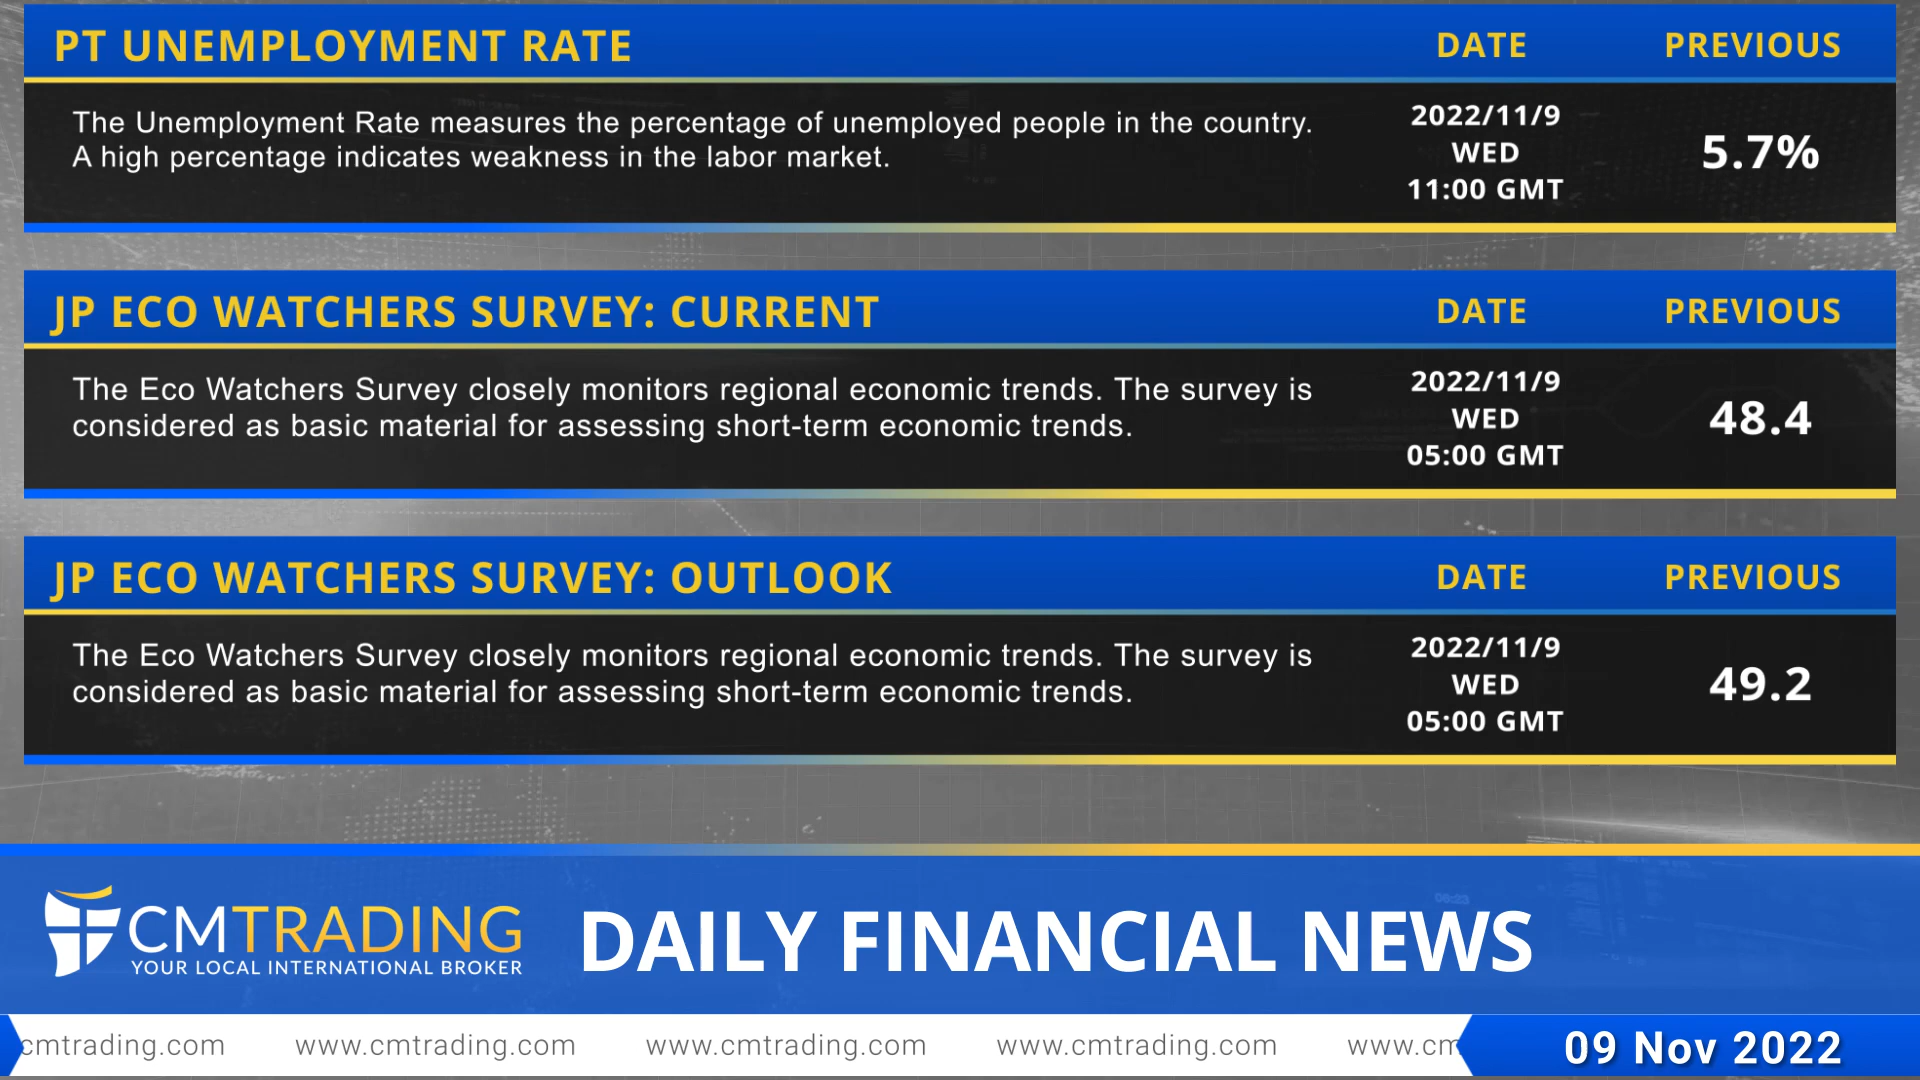 PT UNEMPLOYMENT RATE DATE PREVIOUS
The Unemployment Rate measures the percentage of unemployed people in the country.
A high percentage indicates weakness in the labor market.
2022/11/9
WED
11:00 GMT
5.7%
JP ECO WATCHERS SURVEY: CURRENT DATE PREVIOUS
The Eco Watchers Survey closely monitors regional economic trends. The survey is
considered as basic material for assessing short-term economic trends.
2022/11/9
WED
05:00 GMT
48.4
JP ECO WATCHERS SURVEY: OUTLOOK DATE PREVIOUS
The Eco Watchers Survey closely monitors regional economic trends. The survey is
considered as basic material for assessing short-term economic trends.
2022/11/9
WED
05:00 GMT
49.2
CMTRADING
YOUR LOCAL INTERNATIONAL BROKER
DAILY FINANCIAL NEWS
cmtrading.com www.cmtrading.com www.cmtrading.com www.cmtrading.com www.cm
09 Nov 2022